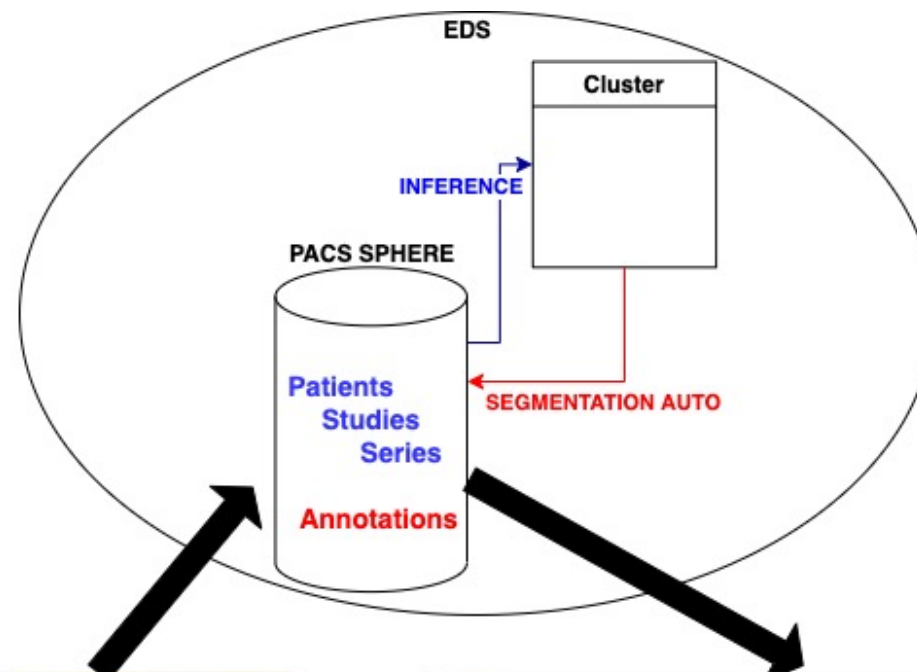 EDS
Cluster
INFERENCE
PACS SPHERE
Patients
Studies
Series
SEGMENTATION AUTO
Annotations